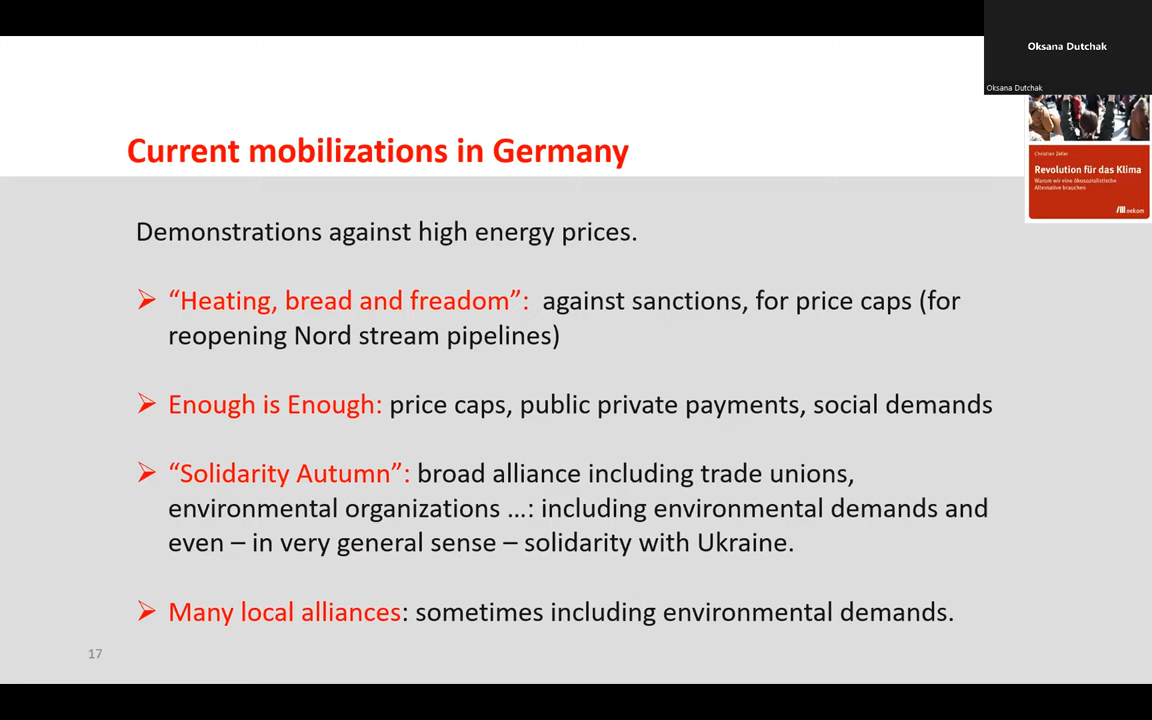 Oksana Dutchak
Oksana Dutchak
Christian Zeller
Revolution für das Klima
Warum wir eine ökosozialistische
Alternative brauchen
oekom
Current mobilizations in Germany
Demonstrations against high energy prices.
➢ “Heating, bread and freadom”: against sanctions, for price caps (for
reopening Nord stream pipelines)
➢ Enough is Enough: price caps, public private payments, social demands
➢ “Solidarity Autumn”: broad alliance including trade unions,
environmental organizations …: including environmental demands and
even – in very general sense – solidarity with Ukraine.
➢ Many local alliances: sometimes including environmental demands.
17